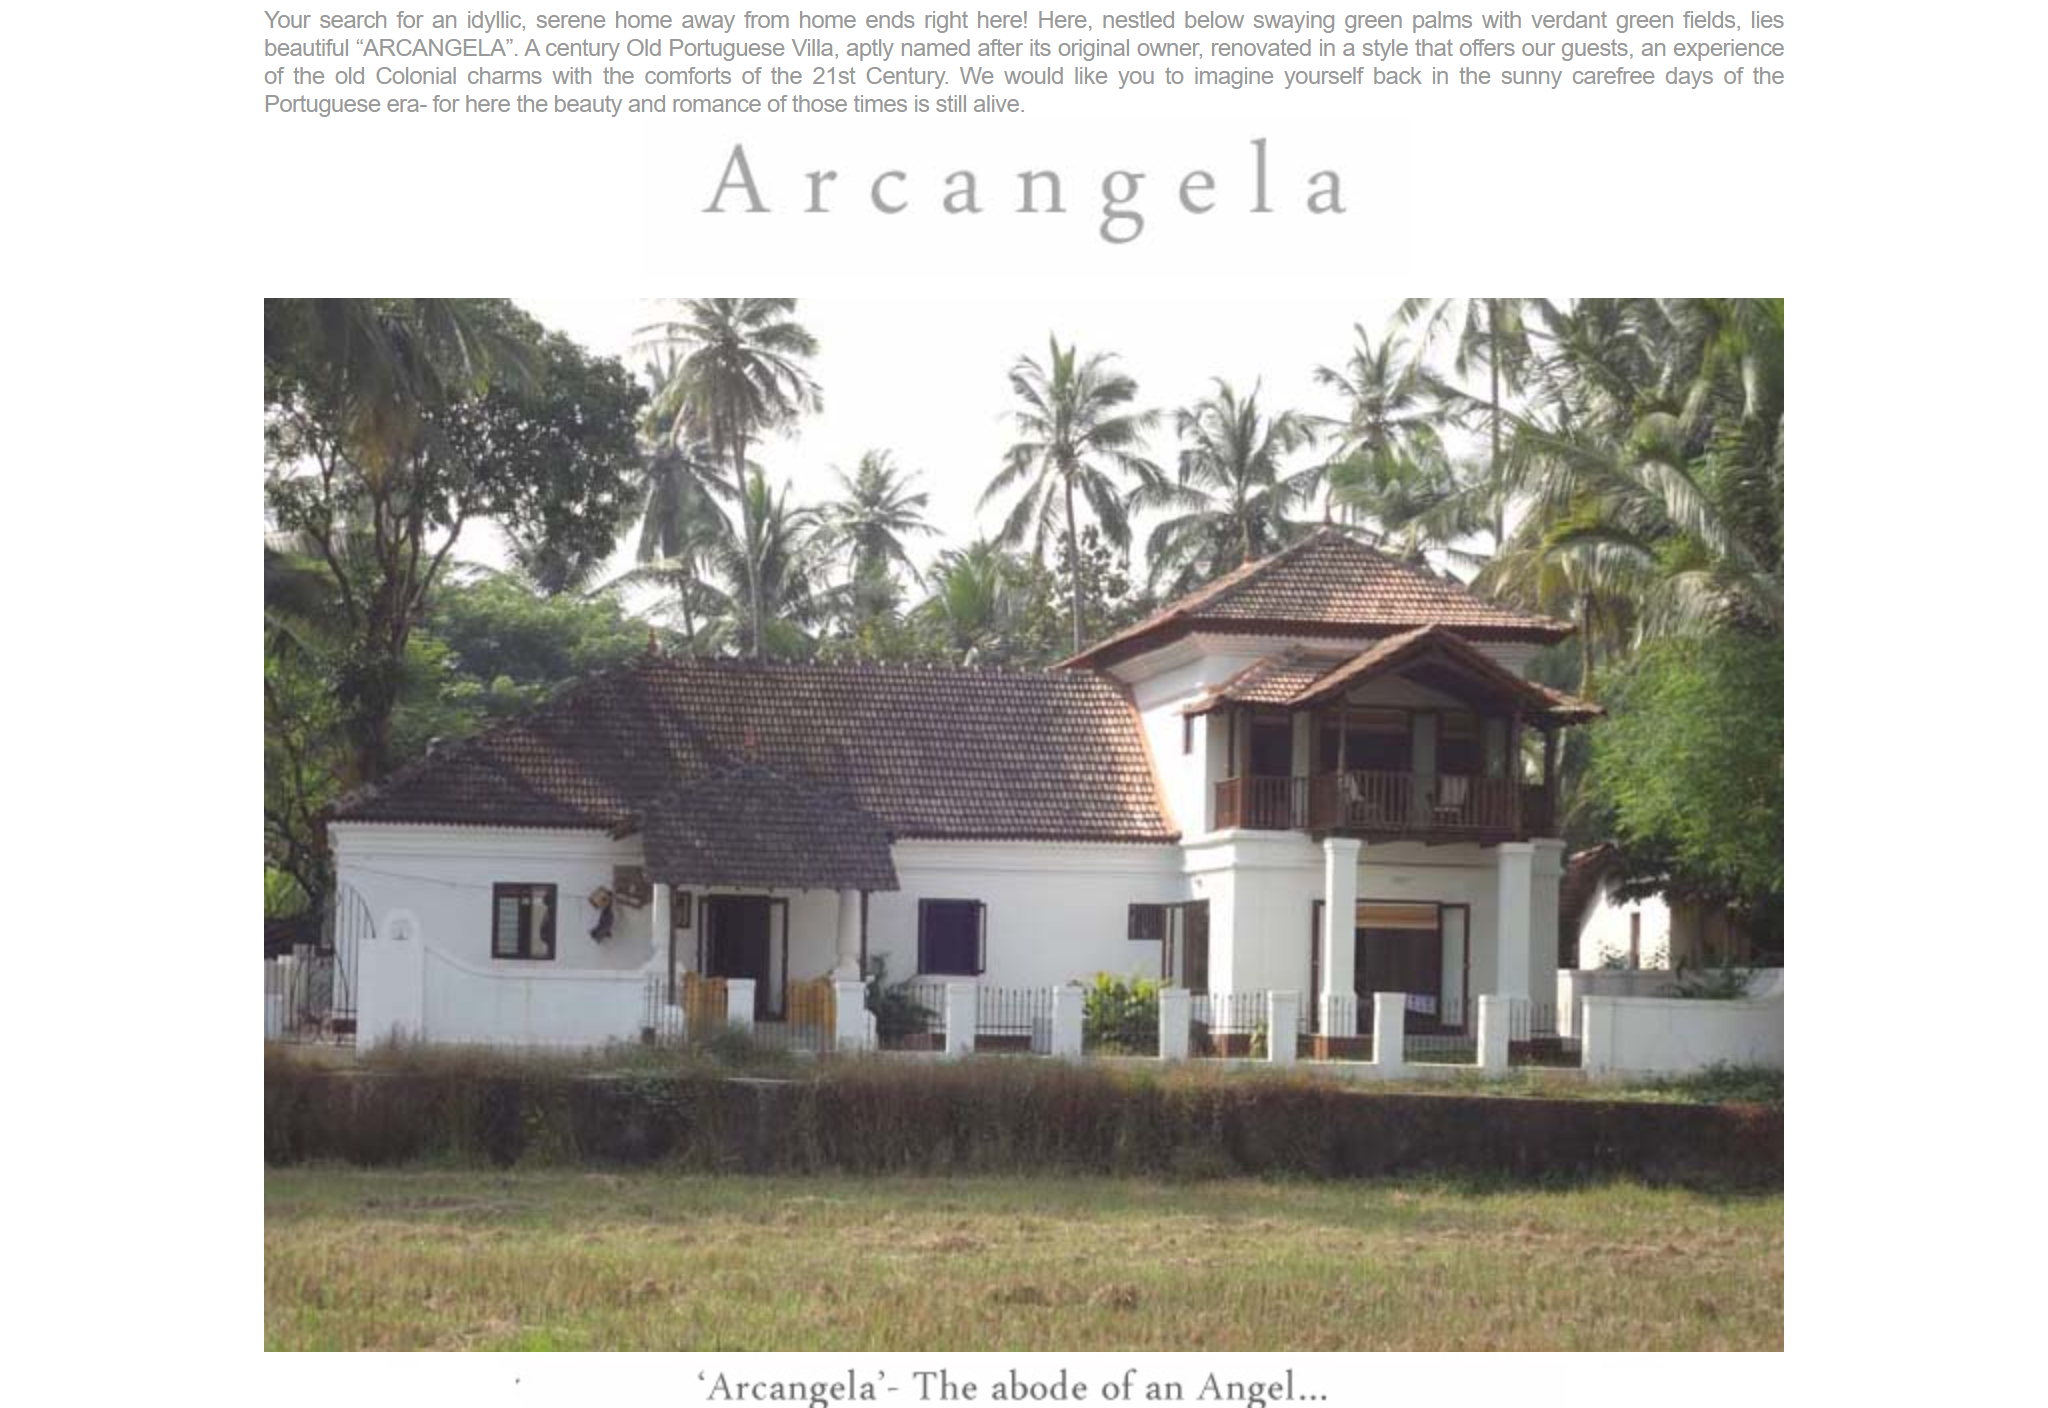 Your search for an idyllic, serene home away from home ends right here! Here, nestled below swaying green palms with verdant green fields, lies
beautiful “ARCANGELA”. A century Old Portuguese Villa, aptly named after its original owner, renovated in a style that offers our guests, an experience
of the old Colonial charms with the comforts of the 21st Century. We would like you to imagine yourself back in the sunny carefree days of the
Portuguese era- for here the beauty and romance of those times is still alive.
Arcangela
‘Arcangela’- The abode of an Angel...